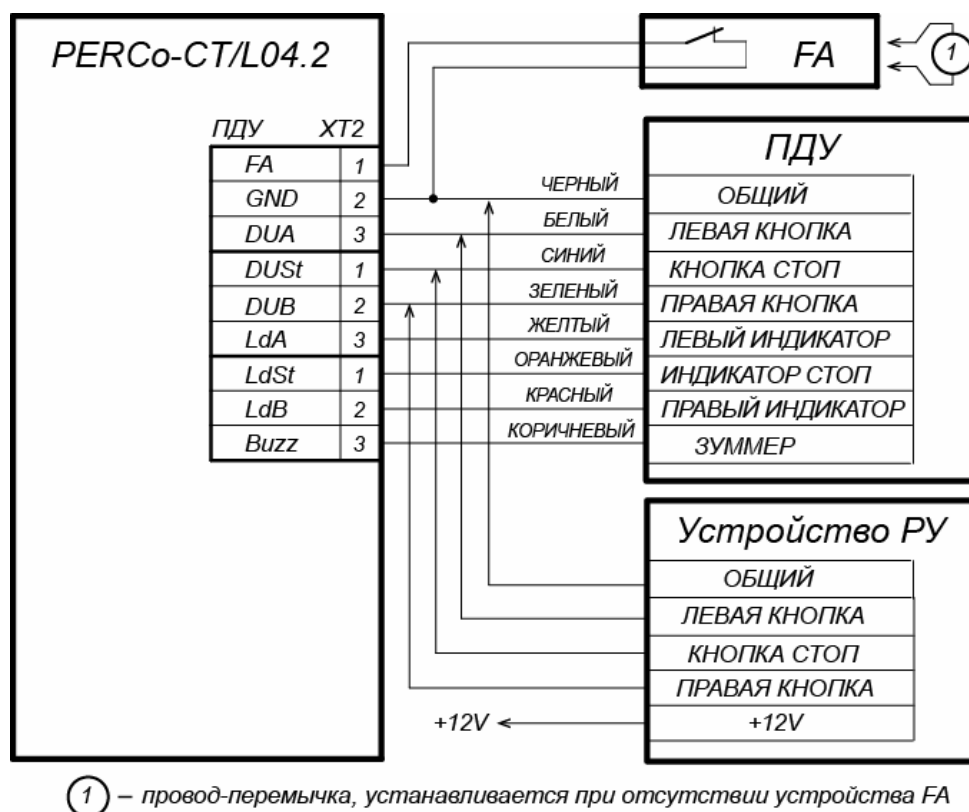 PERCo-CT/L04.2
ПДУ XT2
FA 1
GND 2
DUA 3
DUSt 1
DUB 2
LdA 3
LdSt 1
LdB 2
Buzz 3
FA
1
ЧЕРНЫЙ
БЕЛЫЙ
СИНИЙ
ЗЕЛЕНЫЙ
ЖЕЛТЫЙ
ОРАНЖЕВЫЙ
КРАСНЫЙ
КОРИЧНЕВЫЙ
ПДУ
ОБЩИЙ
ЛЕВАЯ КНОПКА
КНОПКА СТОП
ПРАВАЯ КНОПКА
ЛЕВЫЙ ИНДИКАТОР
ИНДИКАТОР СТОП
ПРАВЫЙ ИНДИКАТОР
ЗУММЕР
Устройство РУ
ОБЩИЙ
ЛЕВАЯ КНОПКА
КНОПКА СТОП
ПРАВАЯ КНОПКА
+12V
+12V
1 – провод-перемычка, устанавливается при отсутствии устройства FA